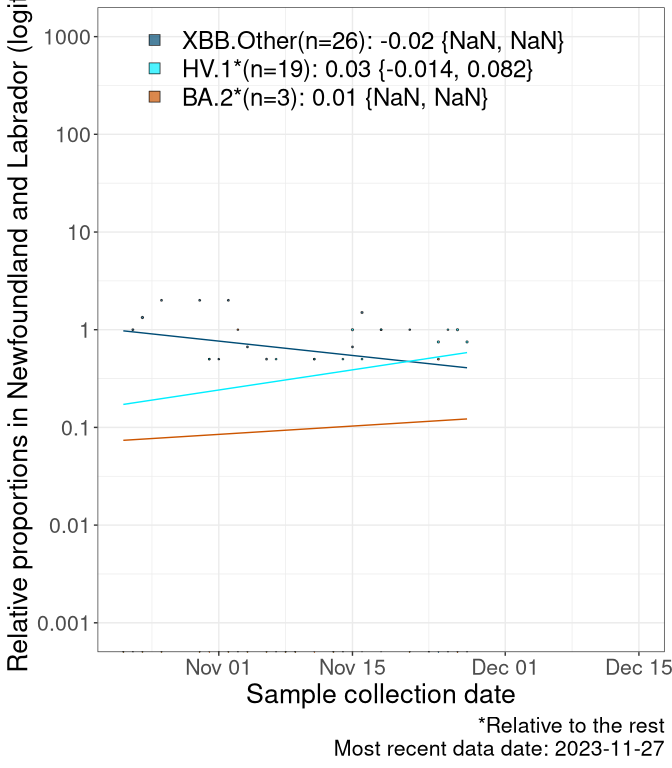 Relative proportions in Newfoundland and Labrador (logit
1000
100
10
1
0.1
0.01
0.001
XBB.Other(n=26): -0.02 {NaN, NaN}
HV.1*(n=19): 0.03 {-0.014, 0.082}
BA.2*(n=3): 0.01 {NaN, NaN}
Nov 01 Nov 15 Dec 01 Dec 15
Sample collection date
*Relative to the rest
Most recent data date: 2023-11-27